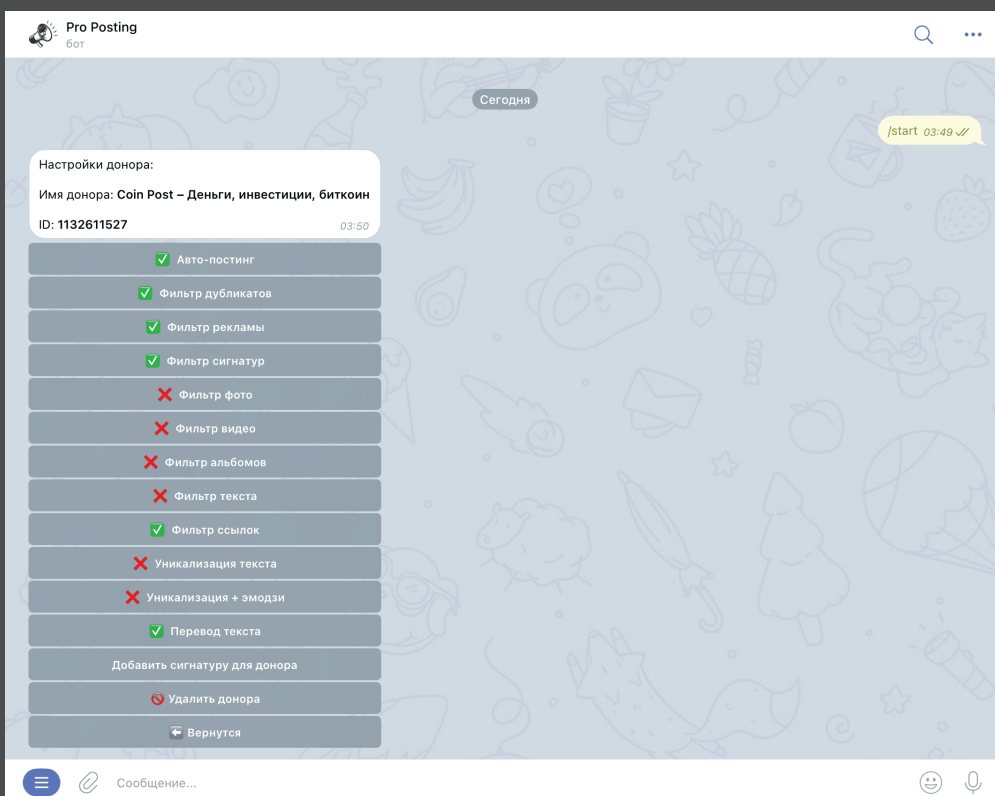 Pro Posting
бот
Сегодня
/start 03:49
Настройки донора:
Имя донора: Coin Post – Деньги, инвестиции, биткоин
ID: 1132611527 03:50
Авто-постинг
Фильтр дубликатов
Фильтр рекламы
Фильтр сигнатур
Фильтр фото
Фильтр видео
Фильтр альбомов
Фильтр текста
Фильтр ссылок
Уникализация текста
Уникализация + эмодзи
Перевод текста
Добавить сигнатуру для донора
Удалить донора
Вернутся
Сообщение...